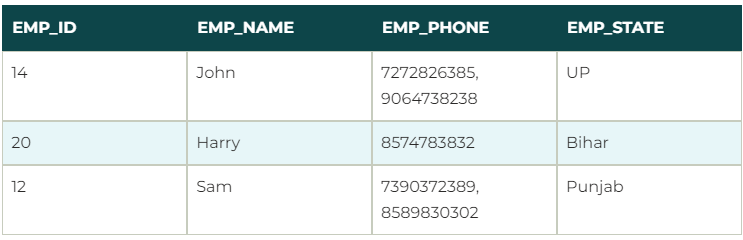 EMP_ID EMP_NAME EMP_PHONE EMP_STATE
14 John 7272826385, UP
9064738238
20 Harry 8574783832 Bihar
12 Sam 7390372389, Punjab
8589830302